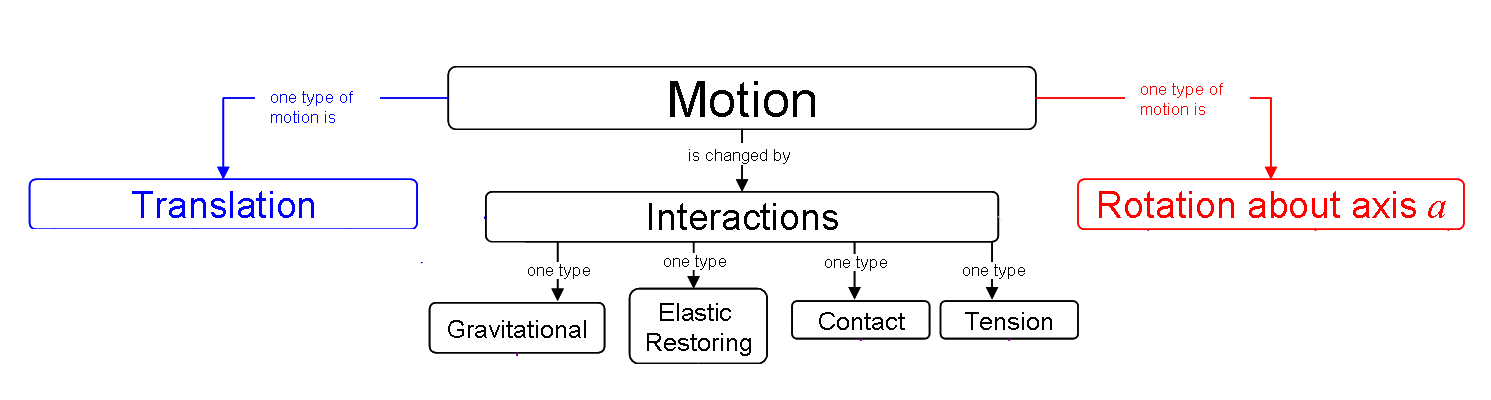 Motion
one type of
motion is
one type of
motion is
is changed by
Translation
Interactions
Rotation about axis a
one type
one type
one type
one type
Gravitational
Elastic
Restoring
Contact
Tension